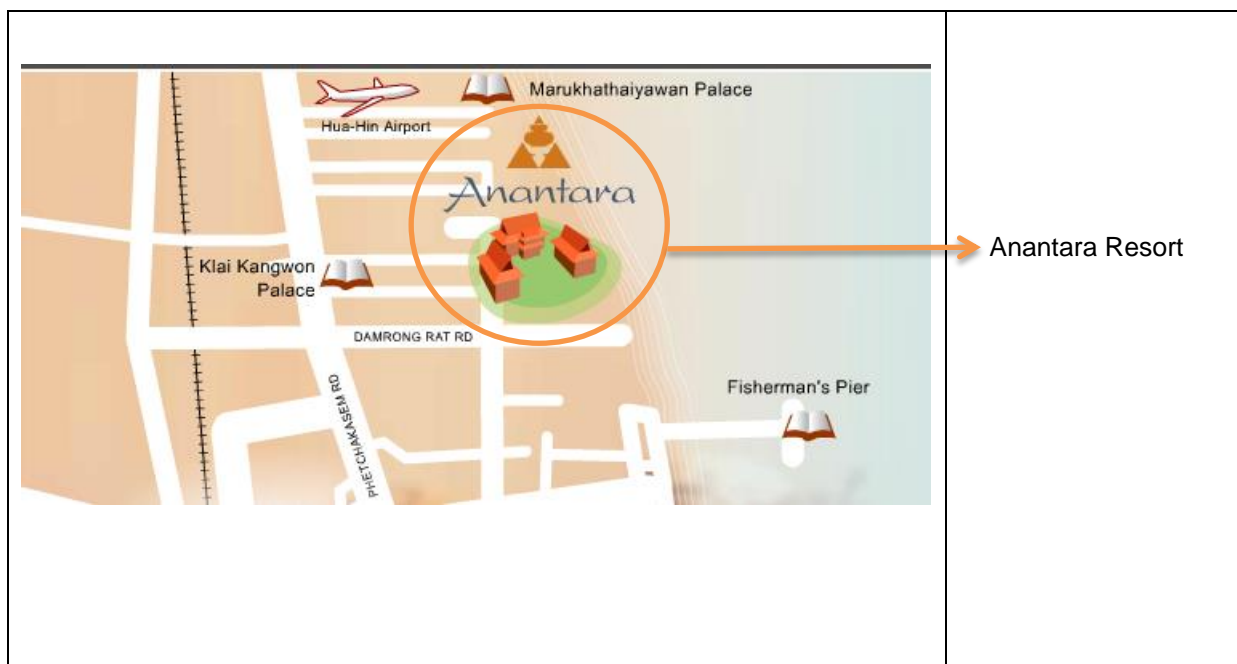 Marukhathaiyawan Palace
Hua-Hin Airport
Anantara
Anantara Resort
Klai Kangwon
Palace
DAMRONG RAT RD
PHETCHAKASEM RD
Fisherman's Pier